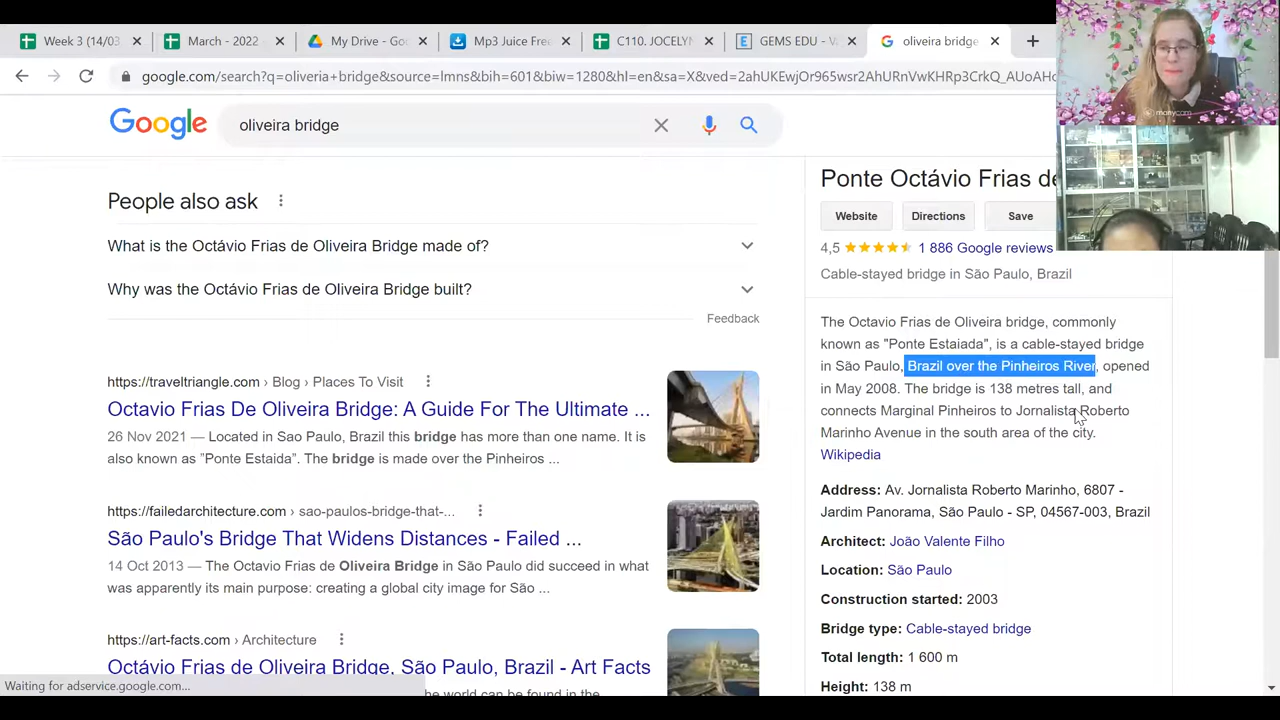 Week 3 (14/03
March - 2022
My Drive - Go
Mp3 Juice Free
C110. JOCELYN
GEMS EDU - V
oliveira bridge
google.com/search?q=oliveria+bridge&source=lmns&bih=601&biw=1280&hl=en&sa=X&ved=2ahUKEwjOr965wsr2AhURnVwKHRp3CrkQ_AUoAHo
manycam
Google
oliveira bridge
People also ask
What is the Octávio Frias de Oliveira Bridge made of?
Why was the Octávio Frias de Oliveira Bridge built?
Feedback
https://traveltriangle.com › Blog › Places To Visit
Octavio Frias De Oliveira Bridge: A Guide For The Ultimate ...
26 Nov 2021 — Located in Sao Paulo, Brazil this bridge has more than one name. It is
also known as ”Ponte Estaida”. The bridge is made over the Pinheiros ...
https://failedarchitecture.com › sao-paulos-bridge-that-...
São Paulo's Bridge That Widens Distances - Failed ...
14 Oct 2013 — The Octavio Frias de Oliveira Bridge in São Paulo did succeed in what
was apparently its main purpose: creating a global city image for São ...
https://art-facts.com › Architecture
Octávio Frias de Oliveira Bridge, São Paulo, Brazil - Art Facts
the world can be found in the
Waiting for adservice.google.com...
Ponte Octávio Frias de
Website
Directions
Save
4,5
1 886 Google reviews
Cable-stayed bridge in São Paulo, Brazil
The Octavio Frias de Oliveira bridge, commonly
known as "Ponte Estaiada", is a cable-stayed bridge
in São Paulo, Brazil over the Pinheiros River, opened
in May 2008. The bridge is 138 metres tall, and
connects Marginal Pinheiros to Jornalista Roberto
Marinho Avenue in the south area of the city.
Wikipedia
Address: Av. Jornalista Roberto Marinho, 6807 -
Jardim Panorama, São Paulo - SP, 04567-003, Brazil
Architect: João Valente Filho
Location: São Paulo
Construction started: 2003
Bridge type: Cable-stayed bridge
Total length: 1 600 m
Height: 138 m